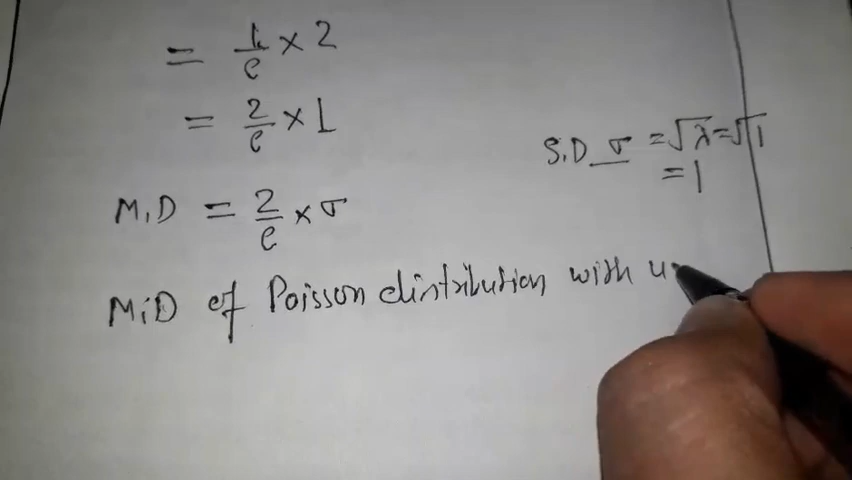 = 1/e × 2
= 2/e × 1
S.D σ = √λ = √1
= 1
M.D = 2/e × σ
M.D of Poisson distribution with